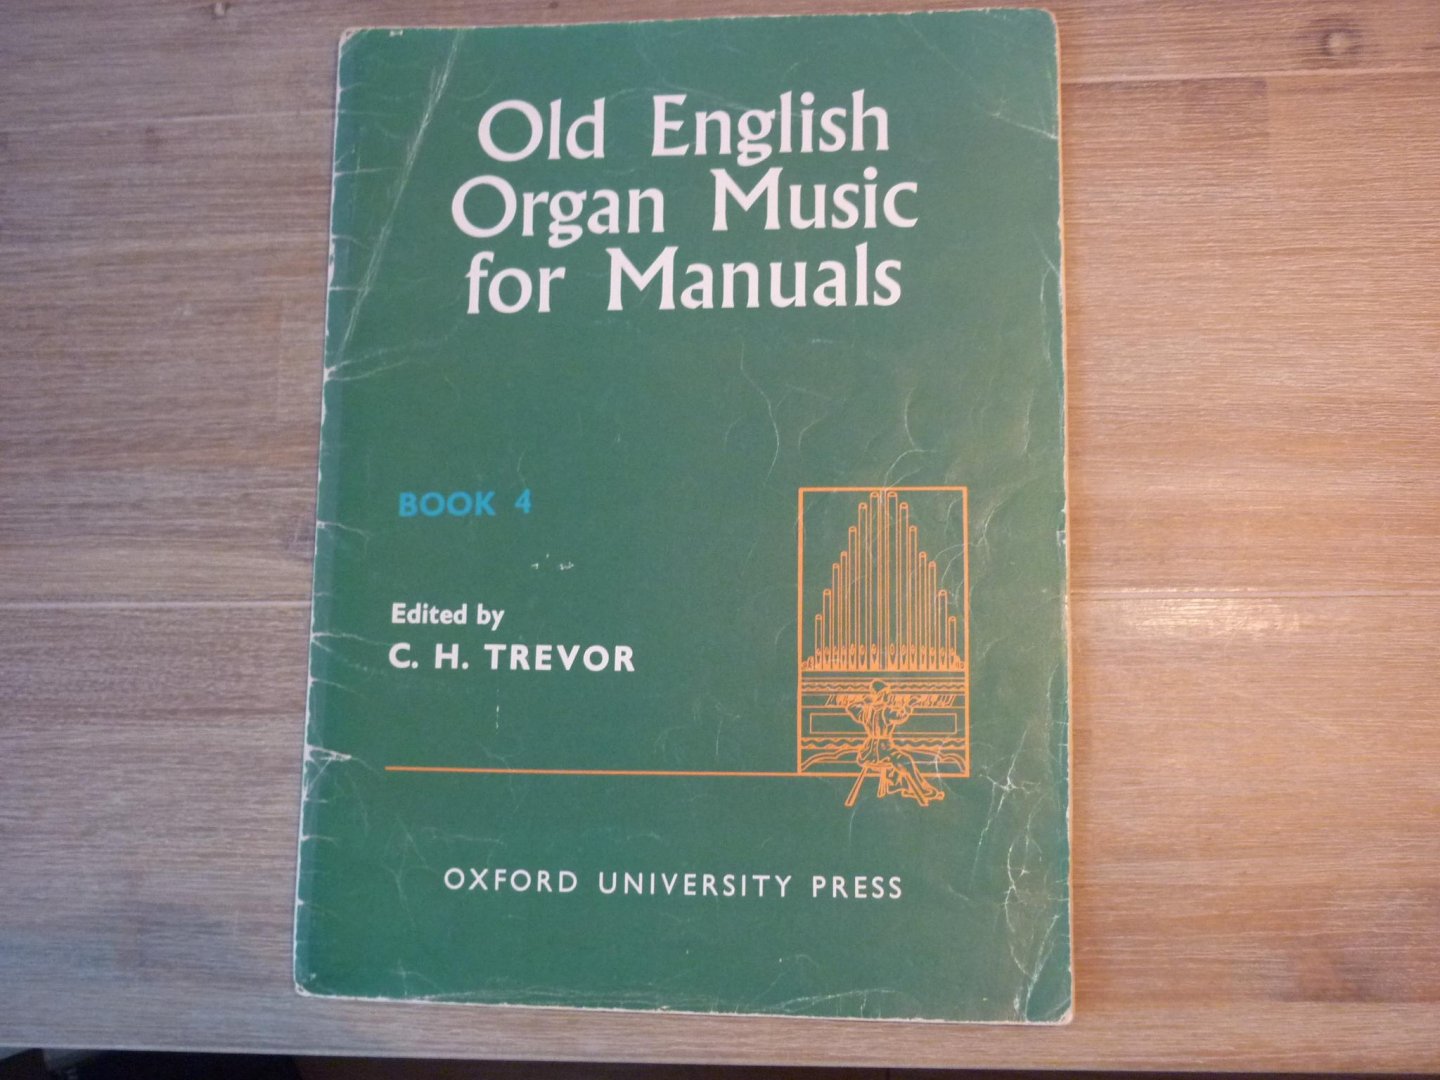 Old English
Organ Music
for Manuals
BOOK 4
Edited by
C. H. TREVOR
OXFORD UNIVERSITY PRESS